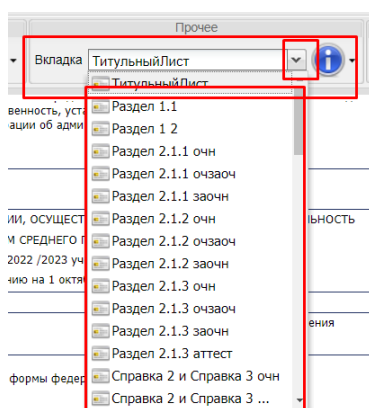 Прочее
Вкладка ТитульныйЛист
ТитульныйЛист
венность, уста
Раздел 1.1
ации об адми
Раздел 1 2
Раздел 2.1.1 очн
Раздел 2.1.1 очзаоч
Раздел 2.1.1 заочн
ИИ, ОСУЩЕСТ
Раздел 2.1.2 очн
ЛЬНОСТЬ
М СРЕДНЕГО
Раздел 2.1.2 очзаоч
2022 /2023 уч
Раздел 2.1.2 заочн
нию на 1 октя
Раздел 2.1.3 очн
Раздел 2.1.3 очзаоч
Раздел 2.1.3 заочн
ения
Раздел 2.1.3 аттест
формы федер
Справка 2 и Справка 3 очн
Справка 2 и Справка 3 ...